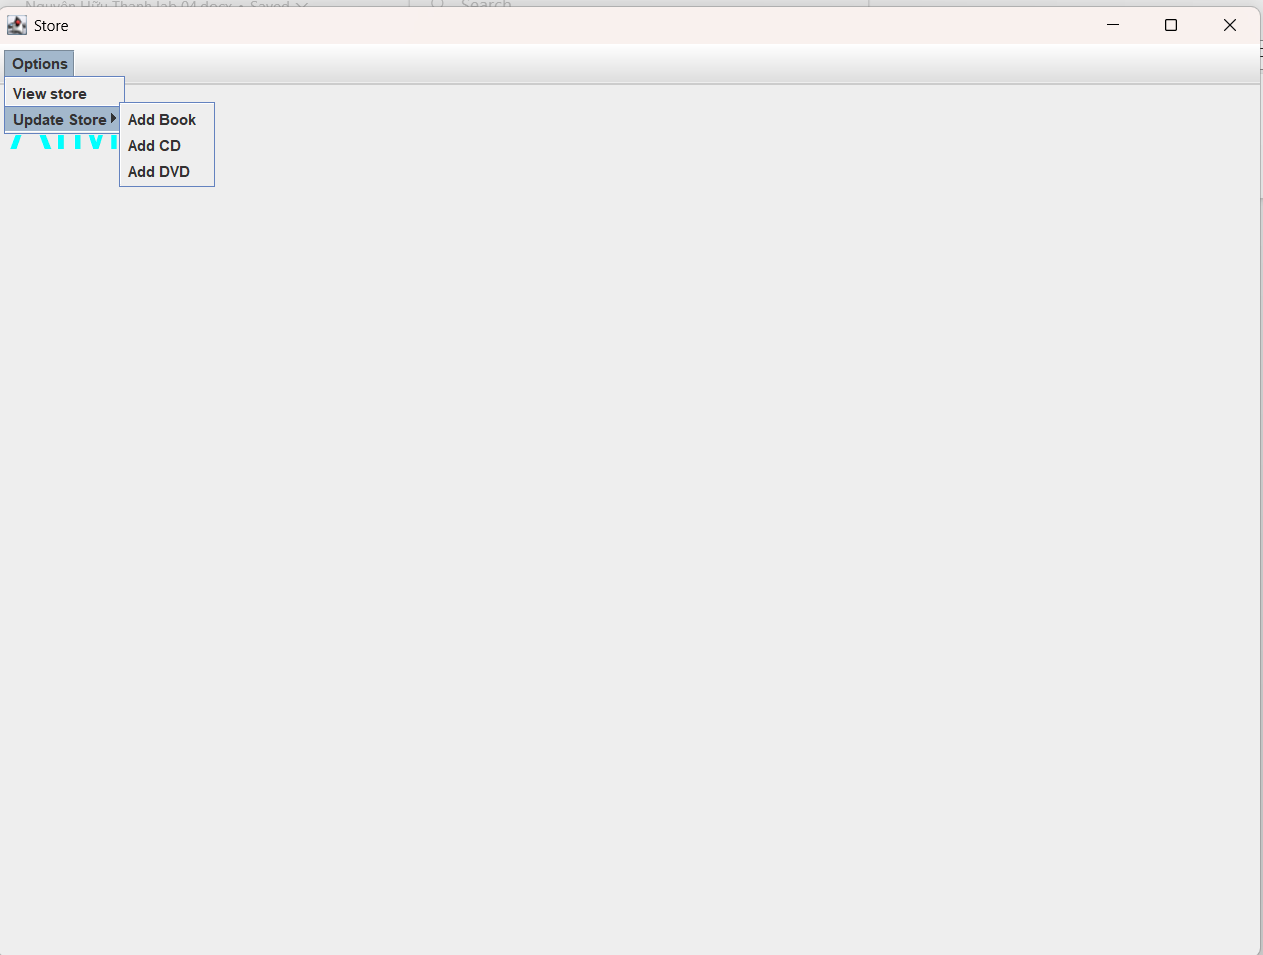 Store
Options
View store
Update Store
Add Book
Add CD
Add DVD